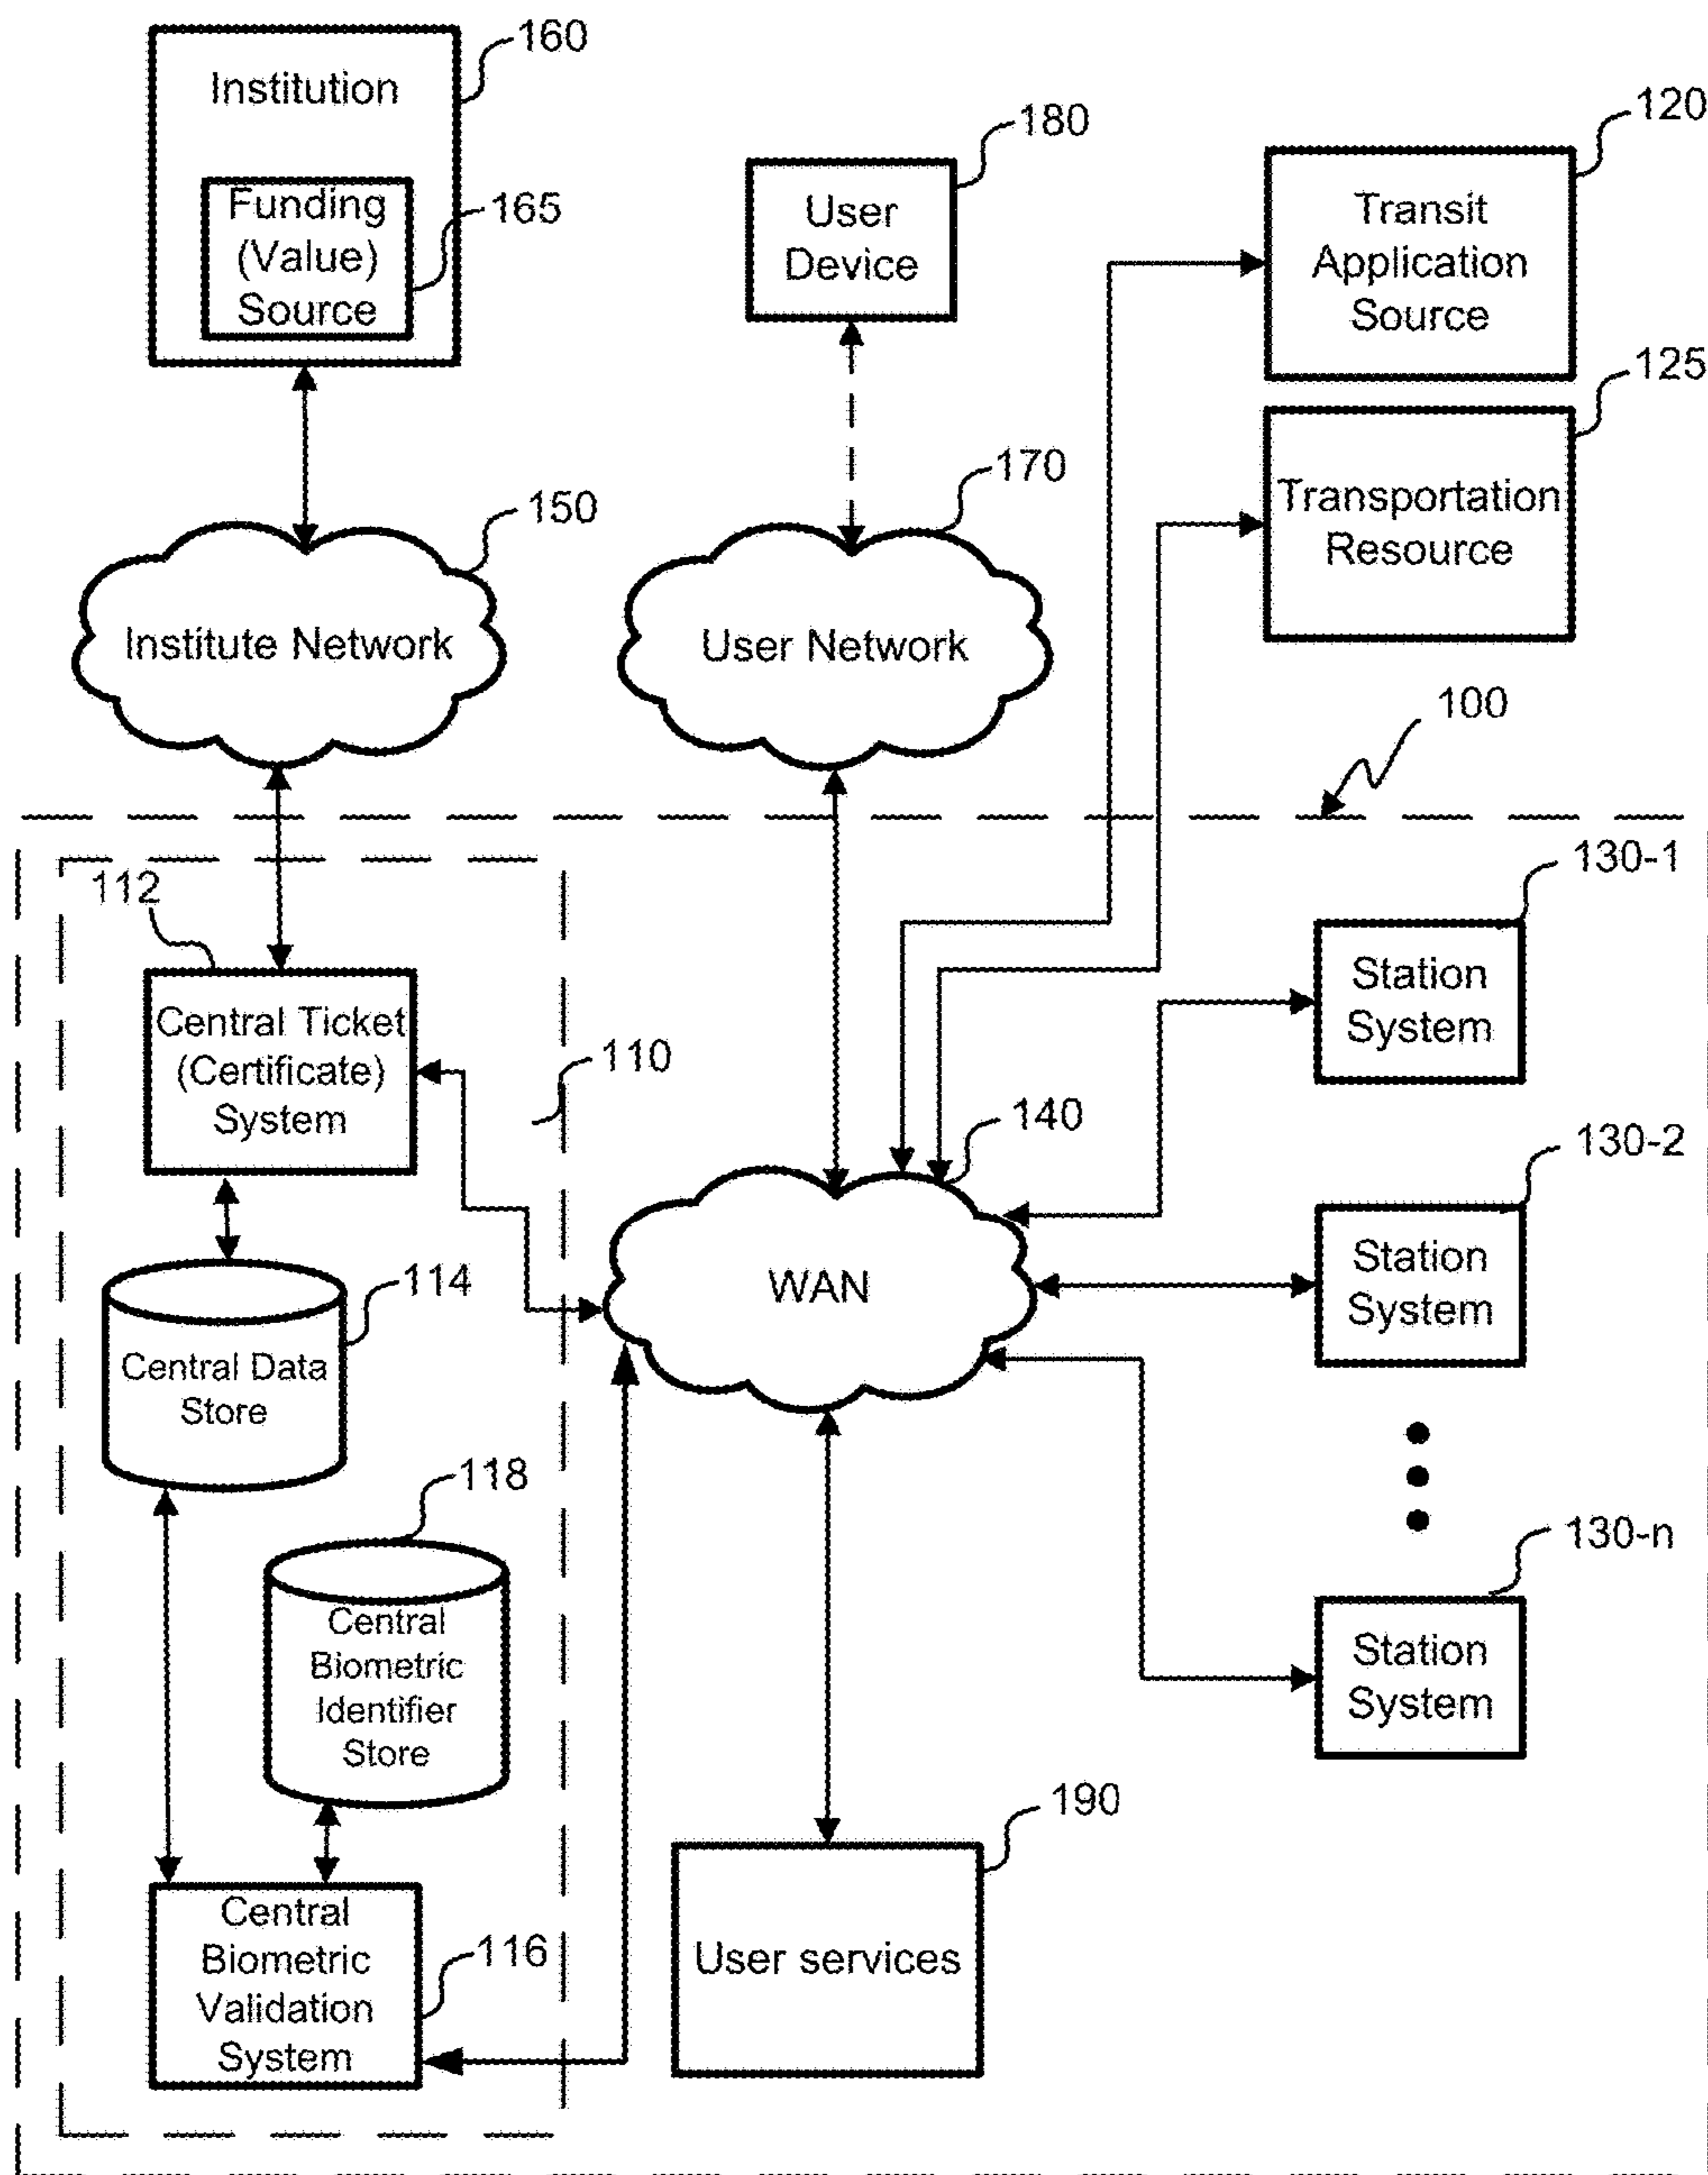 160
Institution
Funding
(Value)
Source
165
180
User
Device
120
Transit
Application
Source
125
Transportation
Resource
150
Institute Network
170
User Network
100
112
Central Ticket
(Certificate)
System
110
130-1
Station
System
140
WAN
130-2
Station
System
114
Central Data
Store
118
Central
Biometric
Identifier
Store
130-n
Station
System
116
Central
Biometric
Validation
System
190
User services